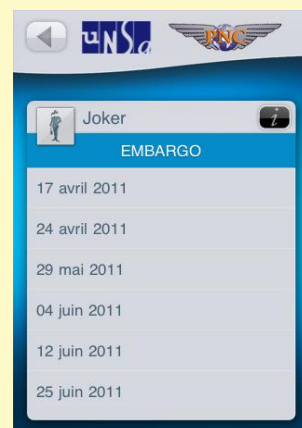 uNSa PNC
Joker i
EMBARGO
17 avril 2011
24 avril 2011
29 mai 2011
04 juin 2011
12 juin 2011
25 juin 2011